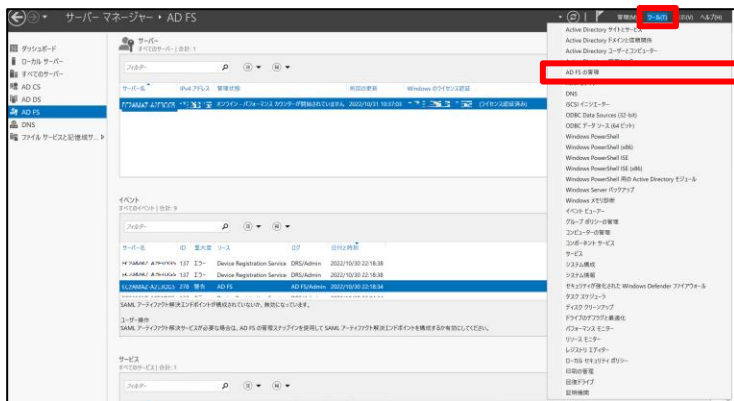 サーバー マネージャー ▸ AD FS
管理(M) ツール(T) 表示(V) ヘルプ(H)
ダッシュボード
ローカル サーバー
すべてのサーバー
AD CS
AD DS
AD FS
DNS
ファイル サービスと記憶域サ...
サーバー
すべてのサーバー | 合計: 1
フィルター
サーバー名 IPv4 アドレス 管理状態 前回の更新 Windows のライセンス認証
オンライン - パフォーマンス カウンターが開始されていません 2022/10/31 10:37:03 (ライセンス認証済み)
イベント
すべてのイベント | 合計: 9
フィルター
サーバー名 ID 重大度 ソース ログ 日付と時刻
137 エラー Device Registration Service DRS/Admin 2022/10/30 22:18:38
137 エラー Device Registration Service DRS/Admin 2022/10/30 22:18:38
278 警告 AD FS AD FS/Admin 2022/10/30 22:18:34
SAML アーティファクト解決エンドポイントが構成されていないか、無効になっています。
ユーザー操作
SAML アーティファクト解決サービスが必要な場合は、AD FS の管理スナップインを使用して SAML アーティファクト解決エンドポイントを構成するか有効にしてください。
サービス
すべてのサービス | 合計: 1
フィルター
Active Directory サイトとサービス
Active Directory ドメインと信頼関係
Active Directory ユーザーとコンピューター
AD FS の管理
DNS
iSCSI イニシエーター
ODBC Data Sources (32-bit)
ODBC データ ソース (64 ビット)
Windows PowerShell
Windows PowerShell (x86)
Windows PowerShell ISE
Windows PowerShell ISE (x86)
Windows PowerShell 用の Active Directory モジュール
Windows Server バックアップ
Windows メモリ診断
イベント ビューアー
グループ ポリシーの管理
コンピューターの管理
コンポーネント サービス
サービス
システム構成
システム情報
セキュリティが強化された Windows Defender ファイアウォール
タスク スケジューラ
ディスク クリーンアップ
ドライブのデフラグと最適化
パフォーマンス モニター
リソース モニター
レジストリ エディター
ローカル セキュリティ ポリシー
印刷の管理
回復ドライブ
証明機関